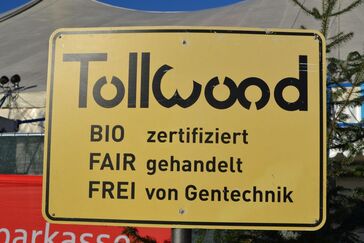 Tollwood
BIO zertifiziert
FAIR gehandelt
FREI von Gentechnik
parkasse